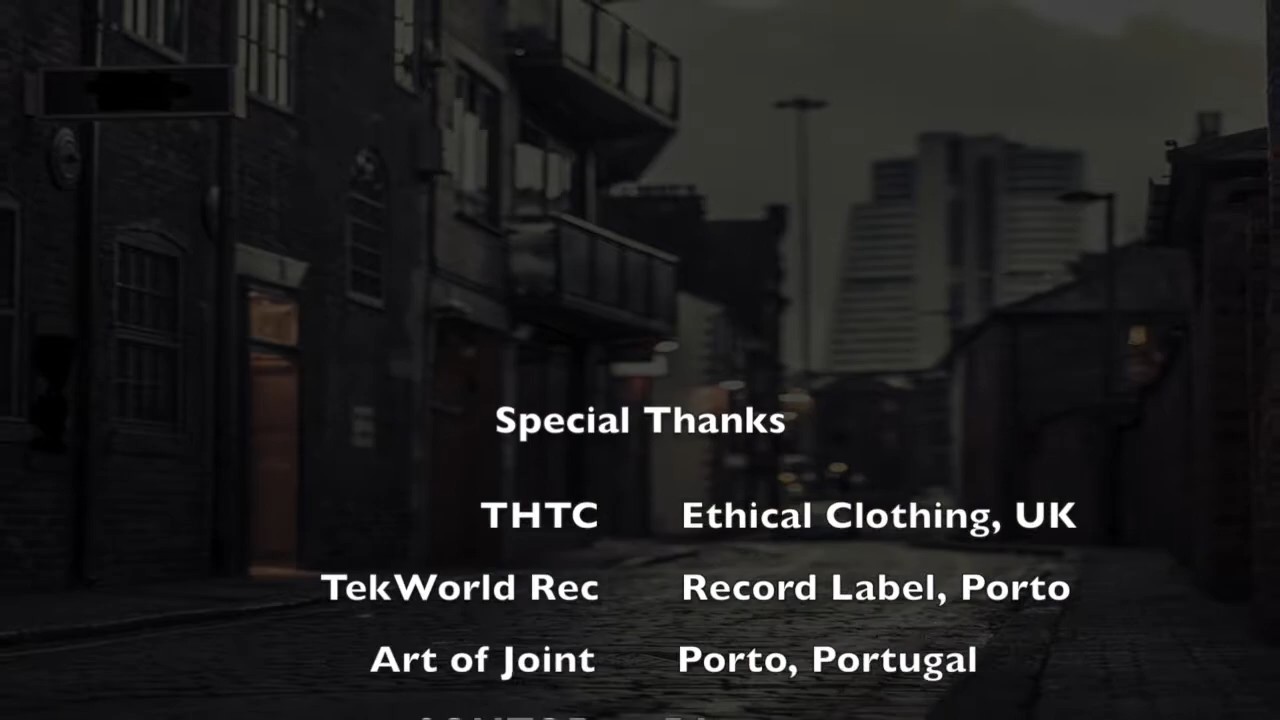 Special Thanks
THTC Ethical Clothing, UK
TekWorld Rec Record Label, Porto
Art of Joint Porto, Portugal